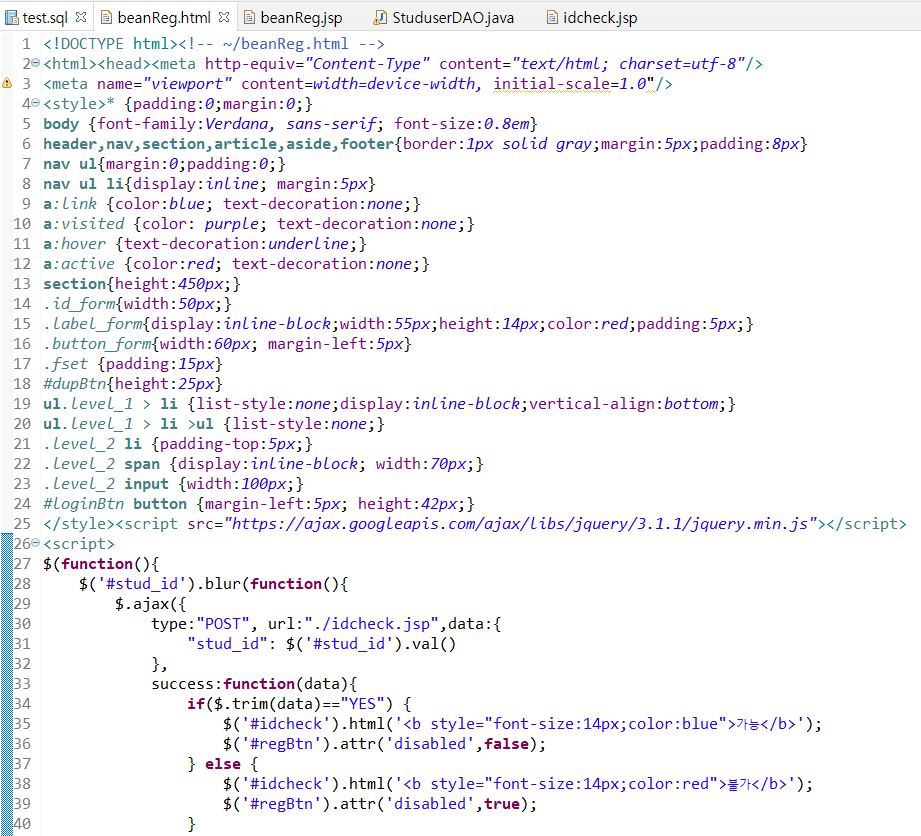 test.sql beanReg.html beanReg.jsp StduserDAO.java idcheck.jsp
1 <!DOCTYPE html><!-- ~/beanReg.html -->
2 <html><head><meta http-equiv="Content-Type" content="text/html; charset=utf-8"/>
3 <meta name="viewport" content=width=device-width, initial-scale=1.0"/>
4 <style>* {padding:0;margin:0;}
5 body {font-family:Verdana, sans-serif; font-size:0.8em}
6 header,nav,section,article,aside,footer{border:1px solid gray;margin:5px;padding:8px}
7 nav ul{margin:0;padding:0;}
8 nav ul li{display:inline; margin:5px}
9 a:link {color:blue; text-decoration:none;}
10 a:visited {color: purple; text-decoration:none;}
11 a:hover {text-decoration:underline;}
12 a:active {color:red; text-decoration:none;}
13 section{height:450px;}
14 .id_form{width:50px;}
15 .label_form{display:inline-block;width:55px;height:14px;color:red;padding:5px;}
16 .button_form{width:60px; margin-left:5px}
17 .fset {padding:15px}
18 #dupBtn{height:25px}
19 ul.level_1 > li {list-style:none;display:inline-block;vertical-align:bottom;}
20 ul.level_1 > li >ul {list-style:none;}
21 .level_2 li {padding-top:5px;}
22 .level_2 span {display:inline-block; width:70px;}
23 .level_2 input {width:100px;}
24 #loginBtn button {margin-left:5px; height:42px;}
25 </style><script src="https://ajax.googleapis.com/ajax/libs/jquery/3.1.1/jquery.min.js"></script>
26 <script>
27 $(function(){
28 $('#stud_id').blur(function(){
29 $.ajax({
30 type:"POST", url:"./idcheck.jsp",data:{
31 "stud_id": $('#stud_id').val()
32 },
33 success:function(data){
34 if($.trim(data)=="YES") {
35 $('#idcheck').html('<b style="font-size:14px;color:blue">가능</b>');
36 $('#regBtn').attr('disabled',false);
37 } else {
38 $('#idcheck').html('<b style="font-size:14px;color:red">불가</b>');
39 $('#regBtn').attr('disabled',true);
40 }